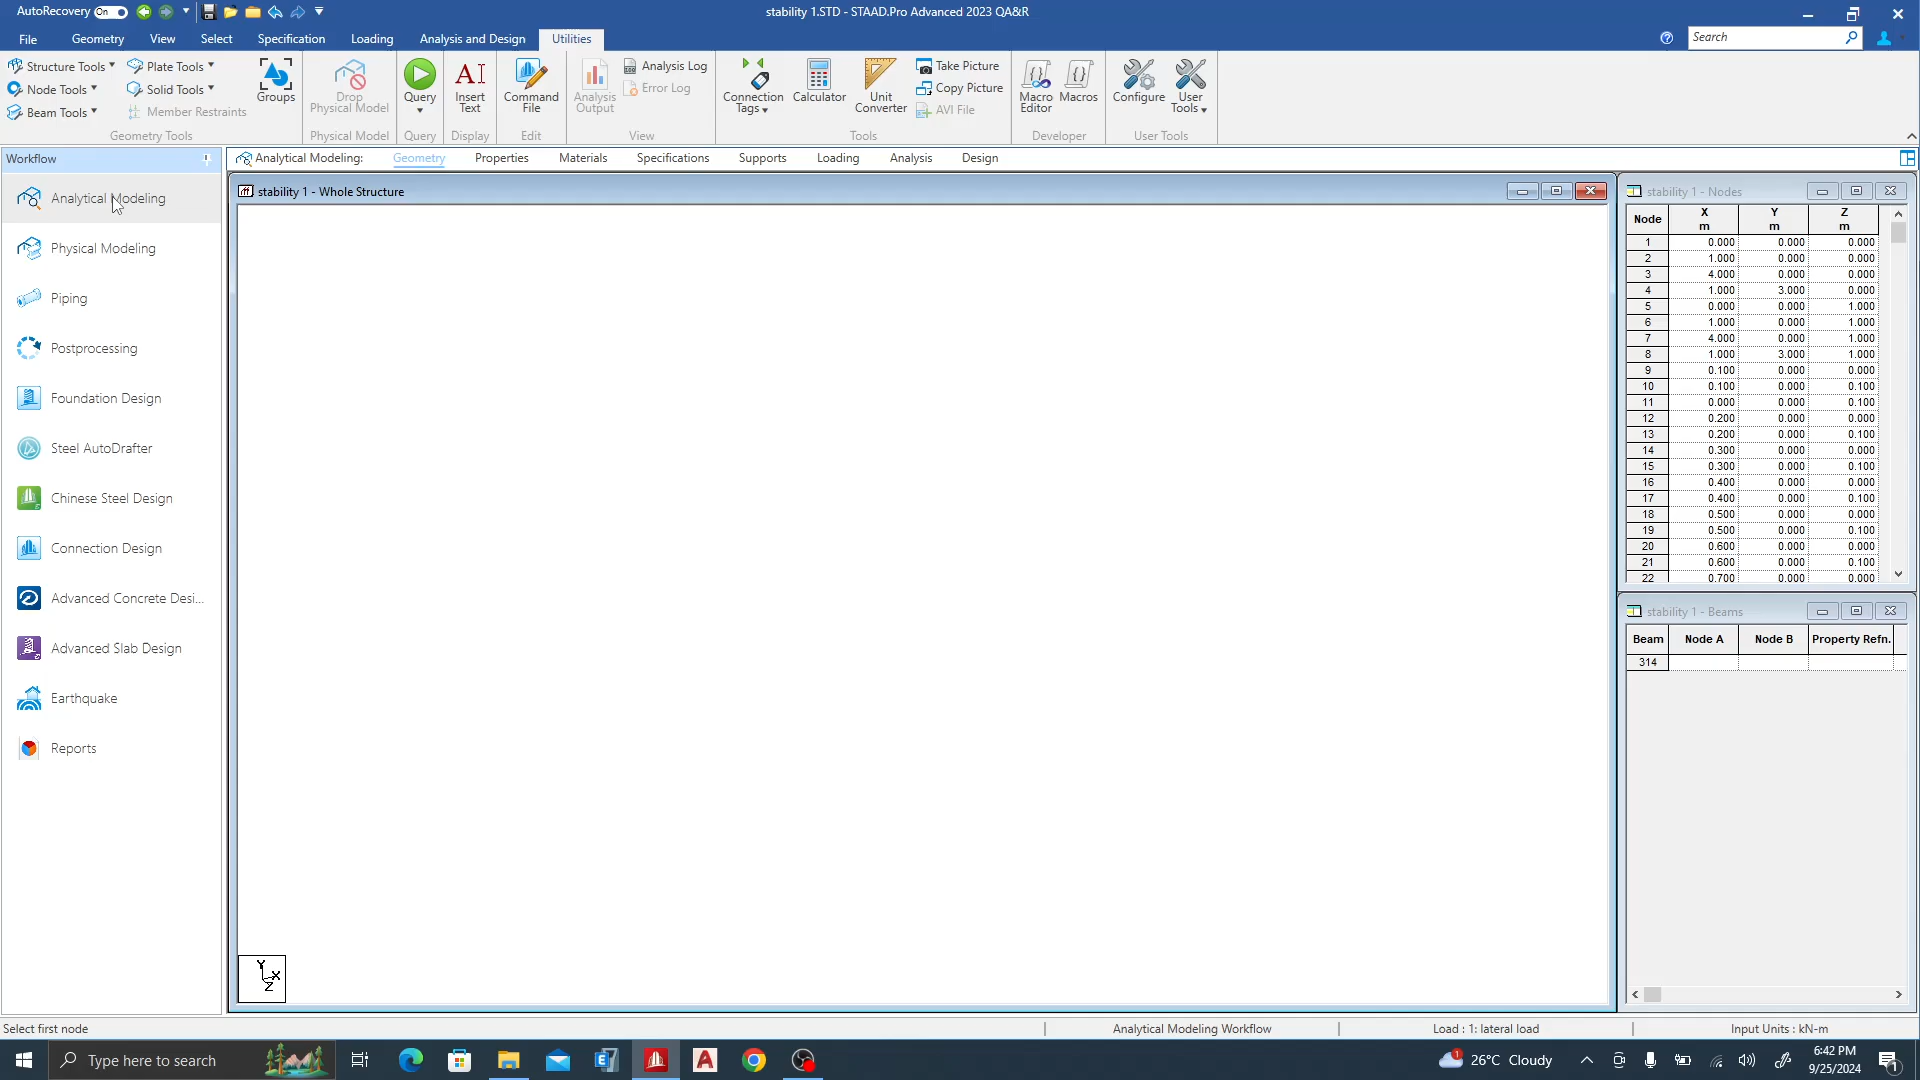 AutoRecovery On
stability 1.STD - STAAD.Pro Advanced 2023 QA&R
File Geometry View Select Specification Loading Analysis and Design Utilities Search
Structure Tools Plate Tools
Node Tools Solid Tools
Beam Tools Member Restraints
Geometry Tools
Groups
Drop Physical Model
Physical Model
Query
Query
Insert Text
Display
Command File
Edit
Analysis Output
Analysis Log
Error Log
View
Connection Tags
Calculator
Unit Converter
Take Picture
Copy Picture
AVI File
Tools
Macro Editor
Macros
Developer
Configure
User Tools
User Tools
Workflow
Analytical Modeling: Geometry Properties Materials Specifications Supports Loading Analysis Design
Analytical Modeling
Physical Modeling
Piping
Postprocessing
Foundation Design
Steel AutoDrafter
Chinese Steel Design
Connection Design
Advanced Concrete Desi...
Advanced Slab Design
Earthquake
Reports
stability 1 - Whole Structure
Y
X
Z
stability 1 - Nodes
Node X m Y m Z m
1 0.000 0.000 0.000
2 1.000 0.000 0.000
3 4.000 0.000 0.000
4 1.000 3.000 0.000
5 0.000 0.000 1.000
6 1.000 0.000 1.000
7 4.000 0.000 1.000
8 1.000 3.000 1.000
9 0.100 0.000 0.000
10 0.100 0.000 0.100
11 0.000 0.000 0.100
12 0.200 0.000 0.000
13 0.200 0.000 0.100
14 0.300 0.000 0.000
15 0.300 0.000 0.100
16 0.400 0.000 0.000
17 0.400 0.000 0.100
18 0.500 0.000 0.000
19 0.500 0.000 0.100
20 0.600 0.000 0.000
21 0.600 0.000 0.100
22 0.700 0.000 0.000
stability 1 - Beams
Beam Node A Node B Property Refn.
314
Select first node Analytical Modeling Workflow Load : 1: lateral load Input Units : kN-m
Type here to search
1 26°C Cloudy
6:42 PM
9/25/2024
1